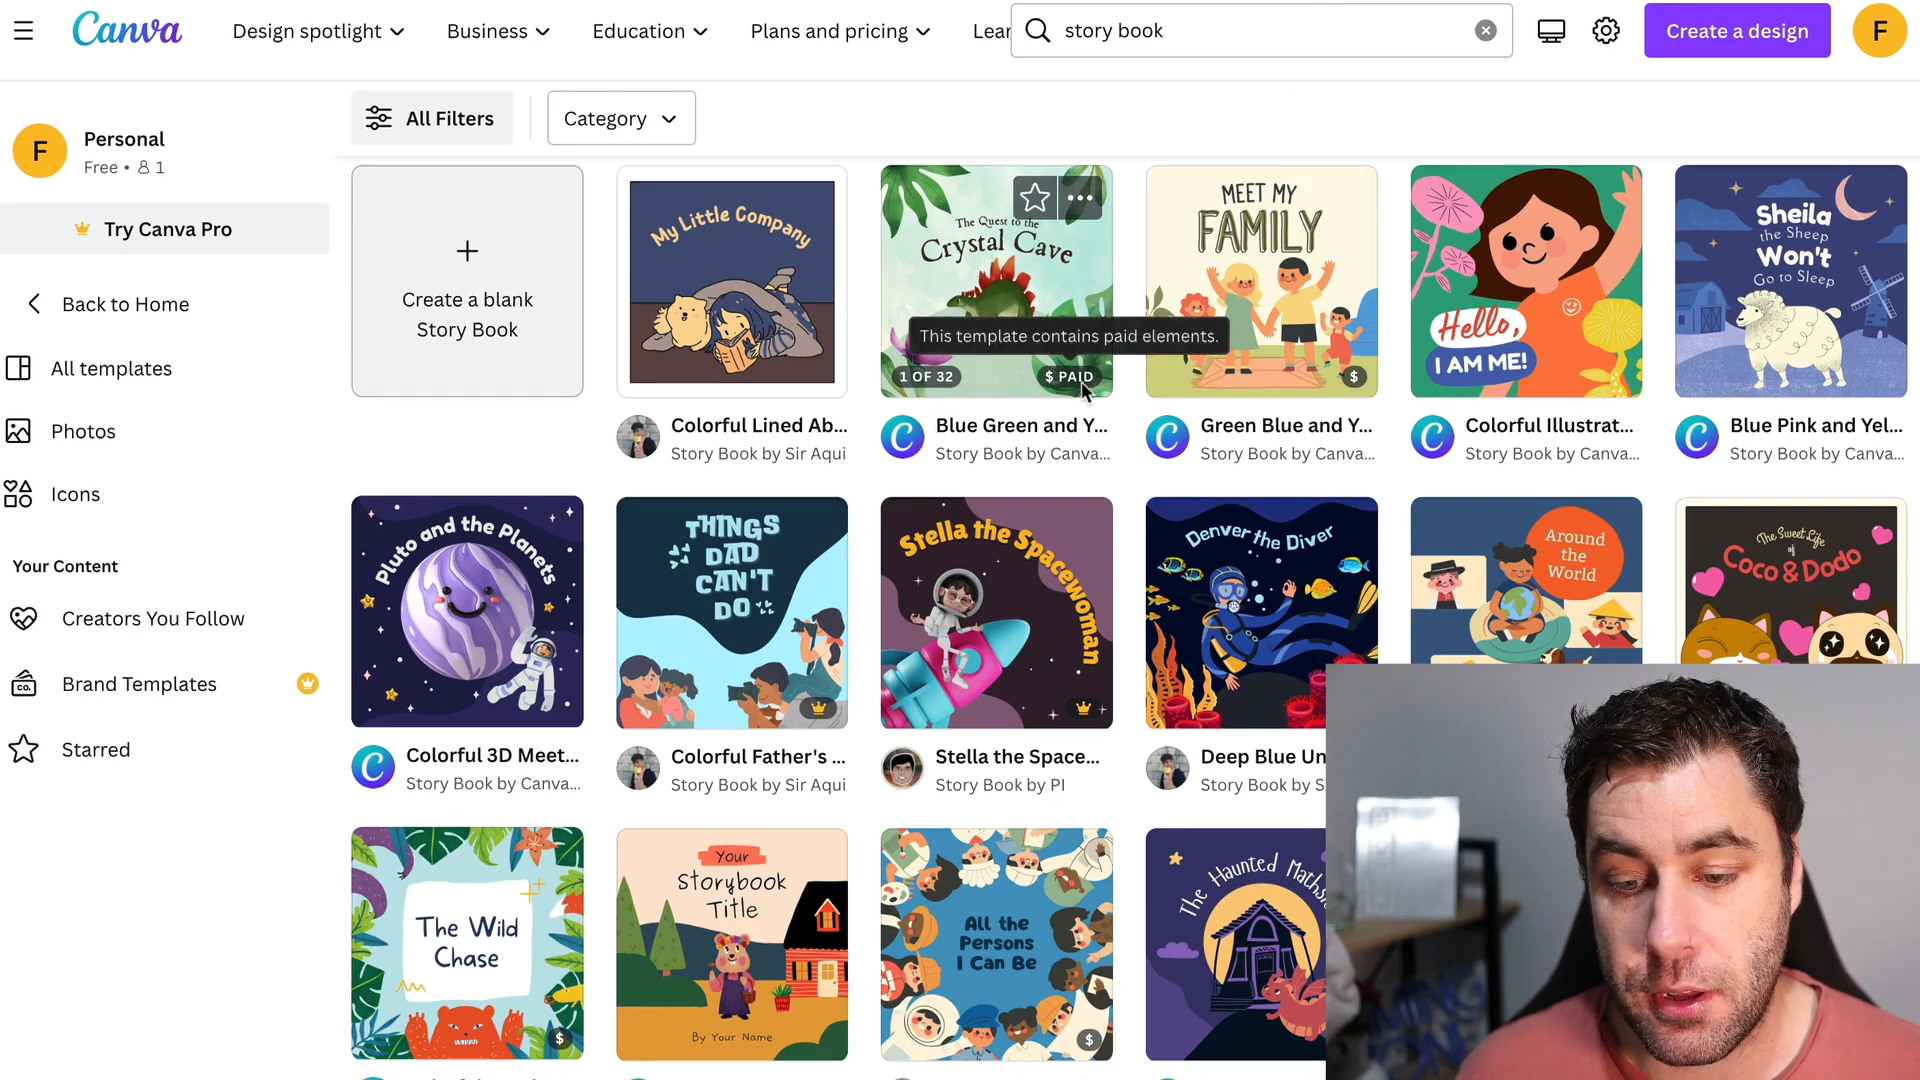 Canva
Design spotlight
Business
Education
Plans and pricing
Lear
story book
Create a design
F
F
Personal
Free • 1
Try Canva Pro
Back to Home
All templates
Photos
Icons
Your Content
Creators You Follow
Brand Templates
Starred
All Filters
Category
Create a blank
Story Book
My Little Company
Colorful Lined Ab...
Story Book by Sir Aqui
The Quest to the
Crystal Cave
This template contains paid elements.
1 OF 32
$ PAID
Blue Green and Y...
Story Book by Canva...
MEET MY
FAMILY
$
Green Blue and Y...
Story Book by Canva...
Hello,
I AM ME!
Colorful Illustrat...
Story Book by Canva...
Sheila
the Sheep
Won't
Go to Sleep
Blue Pink and Yel...
Story Book by Canva...
Pluto and the Planets
Colorful 3D Meet...
Story Book by Canva...
THINGS
DAD
CAN'T
DO
Colorful Father's ...
Story Book by Sir Aqui
Stella the Spacewoman
Stella the Space...
Story Book by PI
Denver the Diver
Deep Blue Un
Story Book by S
Around
the
World
The Sweet Life
of
Coco & Dodo
The Wild
Chase
$
Your
Storybook
Title
By Your Name
All the
Persons
I Can Be
$
The Haunted Maths